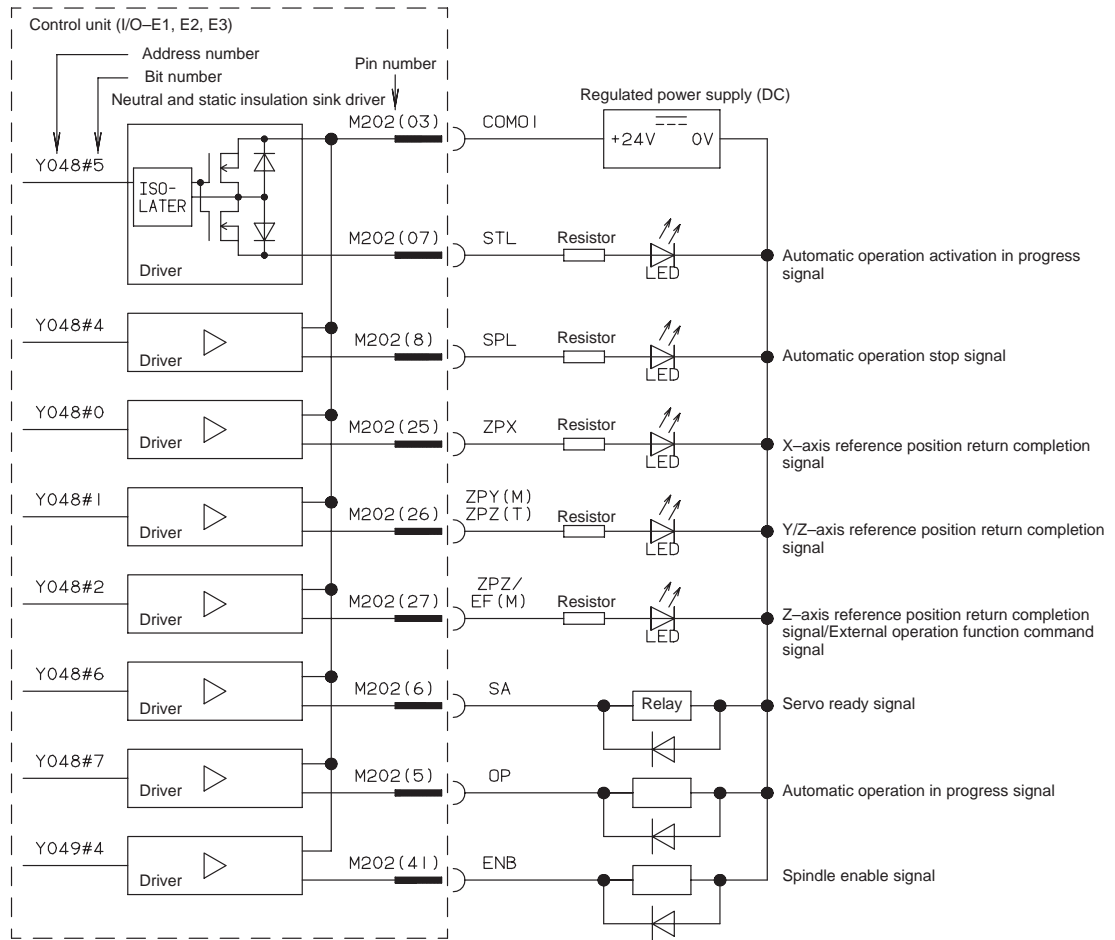 Control unit (I/O–E1, E2, E3)
Address number
Bit number
Pin number
Neutral and static insulation sink driver
Regulated power supply (DC)
M202(03)
COMO1
+24V
0V
Y048#5
ISO-
LATER
Driver
M202(07)
STL
Resistor
LED
Automatic operation activation in progress
signal
Y048#4
Driver
M202(8)
SPL
Resistor
LED
Automatic operation stop signal
Y048#0
Driver
M202(25)
ZPX
Resistor
LED
X–axis reference position return completion
signal
Y048#1
Driver
M202(26)
ZPY(M)
ZPZ(T)
Resistor
LED
Y/Z–axis reference position return completion
signal
Y048#2
Driver
M202(27)
ZPZ/
EF(M)
Resistor
LED
Z–axis reference position return completion
signal/External operation function command
signal
Y048#6
Driver
M202(6)
SA
Relay
Servo ready signal
Y048#7
Driver
M202(5)
OP
Automatic operation in progress signal
Y049#4
Driver
M202(41)
ENB
Spindle enable signal